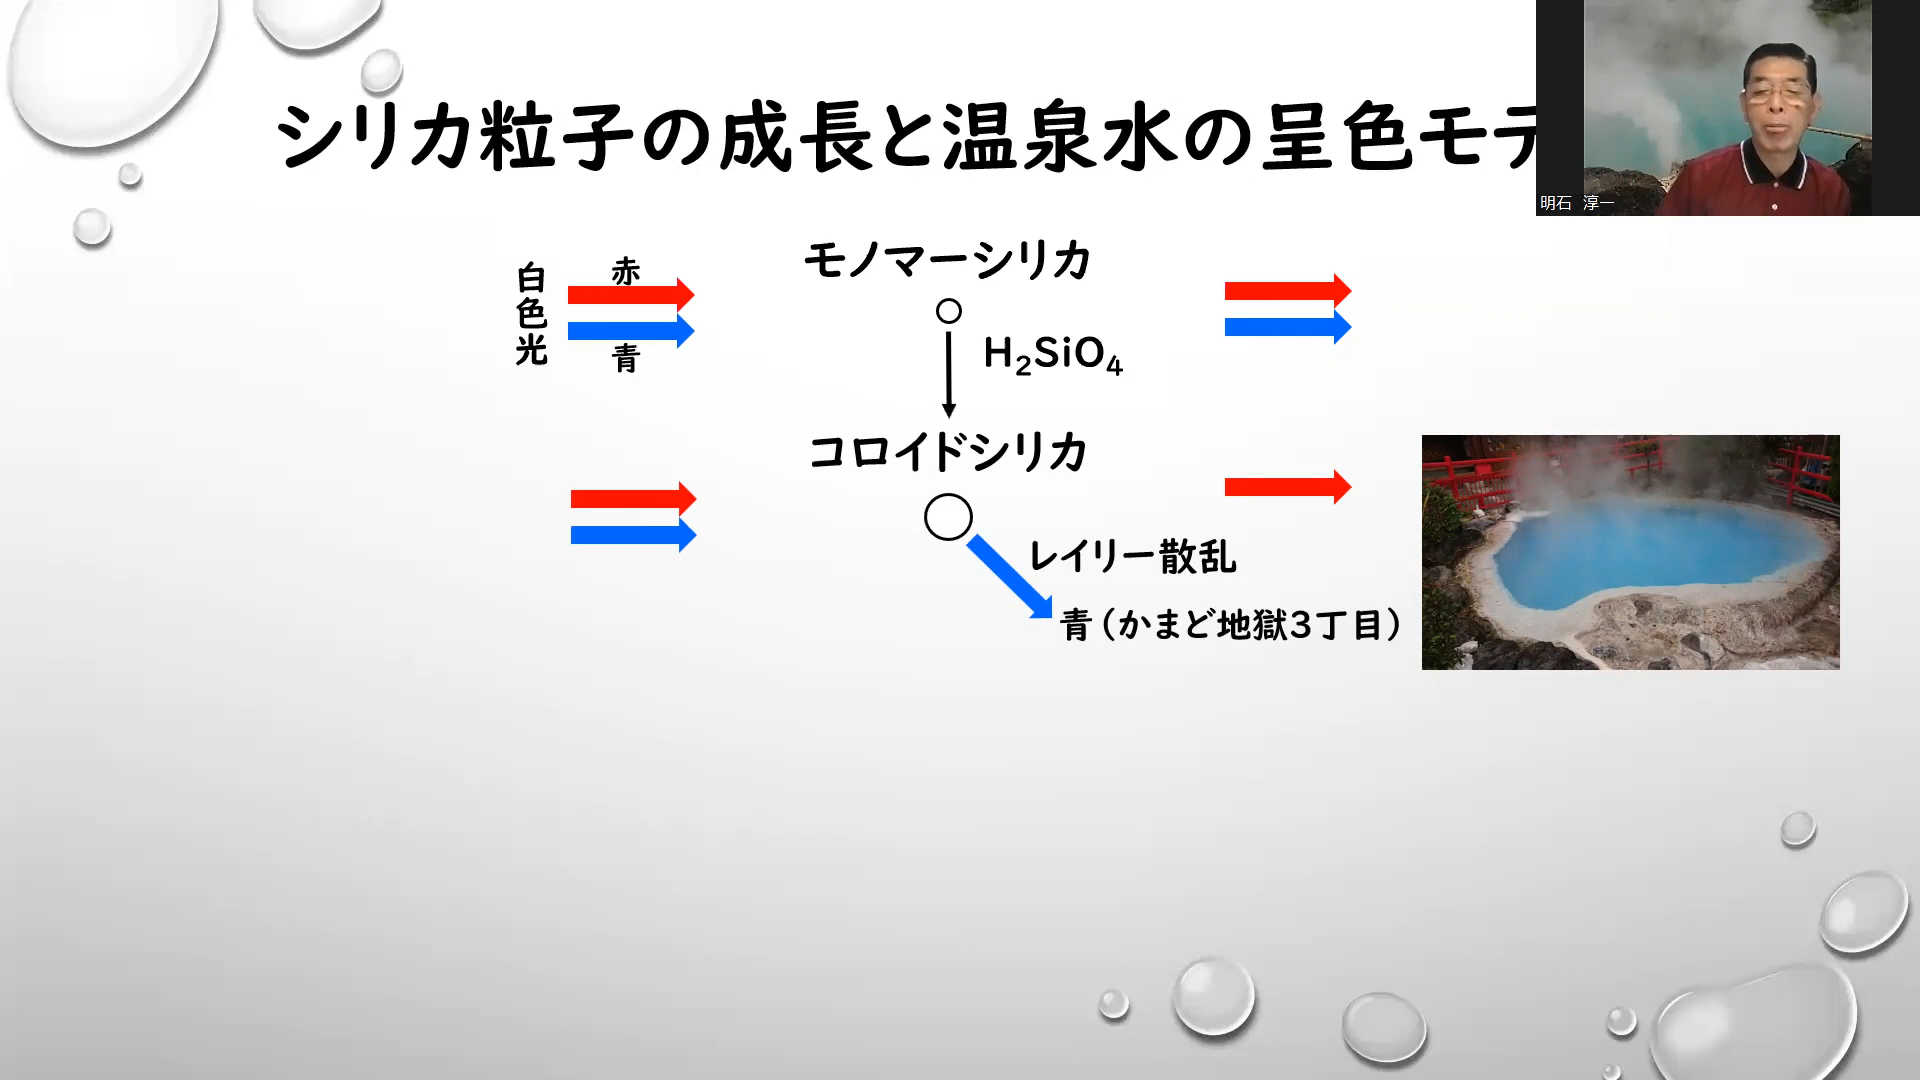 シリカ粒子の成長と温泉水の呈色モデ
明石 淳一
白色光
赤
青
モノマーシリカ
H₂SiO₄
コロイドシリカ
レイリー散乱
青（かまど地獄3丁目）